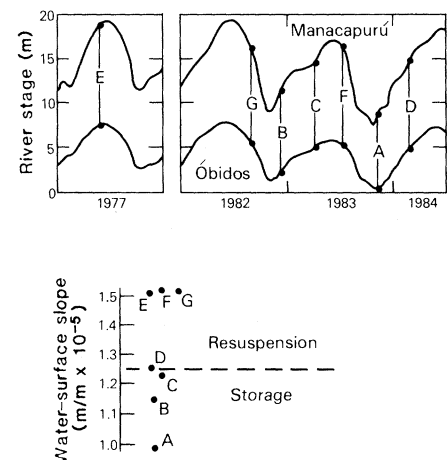 River stage (m)
20
15
10
5
0
E
G
B
C
F
A
D
Manacapurú
Óbidos
1977
1982
1983
1984
Water-surface slope
(m/m x 10-5)
1.5
1.4
1.3
1.2
1.1
1.0
E
F
G
D
C
B
A
Resuspension
Storage